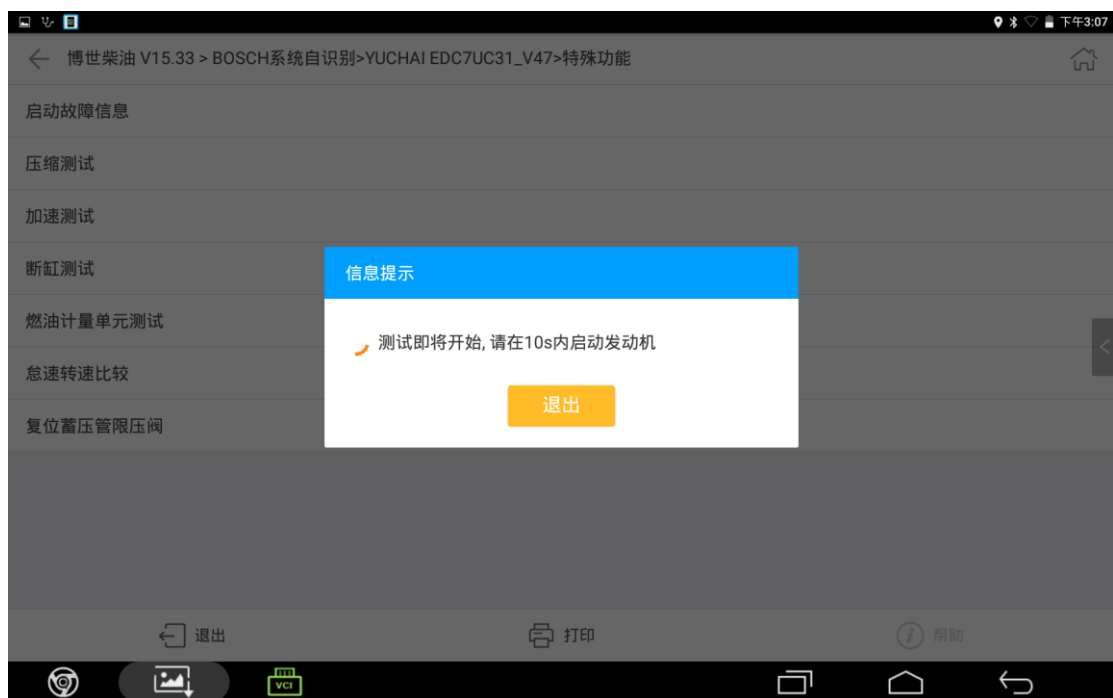 下午3:07
博世柴油 V15.33 > BOSCH系统自识别>YUCHAI EDC7UC31_V47>特殊功能
启动故障信息
压缩测试
加速测试
断缸测试
燃油计量单元测试
怠速转速比较
复位蓄压管限压阀
信息提示
测试即将开始, 请在10s内启动发动机
退出
退出
打印
帮助
VCI